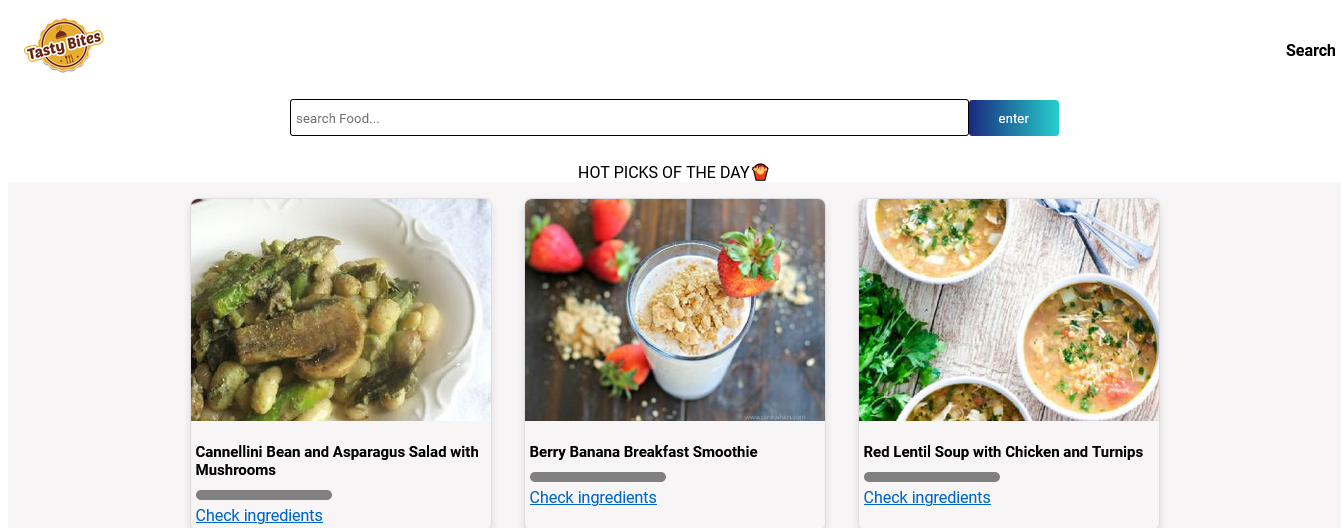 Tasty Bites
Search
search Food...
enter
HOT PICKS OF THE DAY🍟
Cannellini Bean and Asparagus Salad with
Mushrooms
Check ingredients
Berry Banana Breakfast Smoothie
Check ingredients
Red Lentil Soup with Chicken and Turnips
Check ingredients